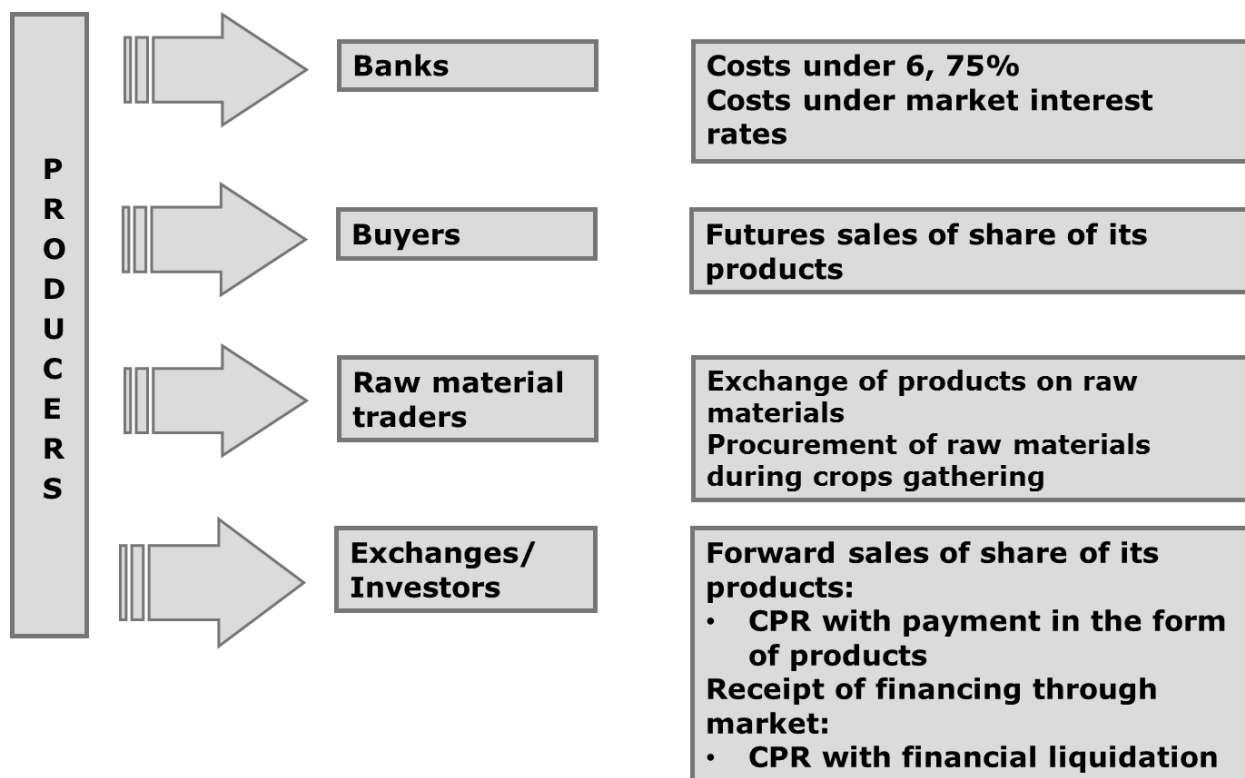 PRODUCERS
Banks
Costs under 6, 75%
Costs under market interest
rates
Buyers
Futures sales of share of its
products
Raw material
traders
Exchange of products on raw
materials
Procurement of raw materials
during crops gathering
Exchanges/
Investors
Forward sales of share of its
products:
• CPR with payment in the form
of products
Receipt of financing through
market:
• CPR with financial liquidation